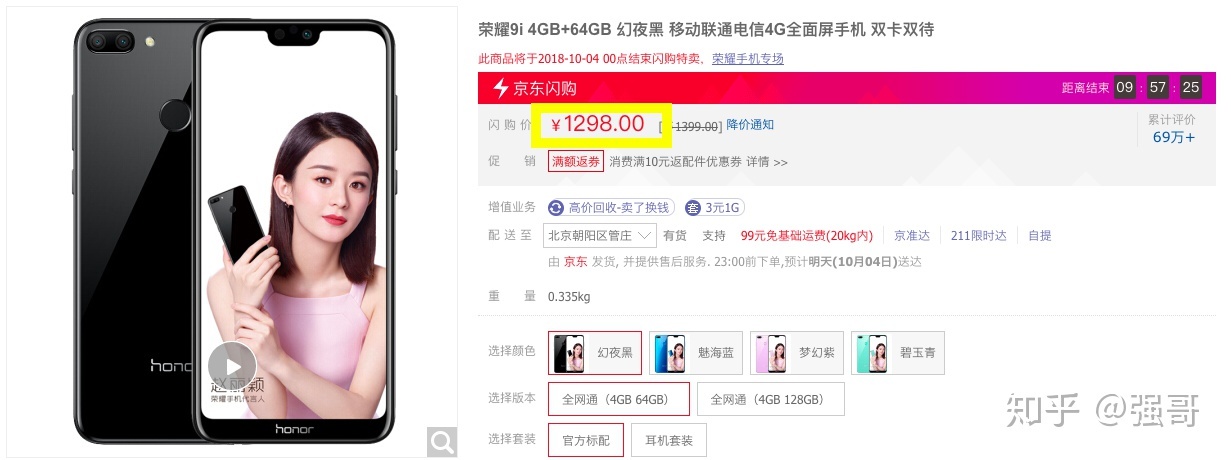 荣耀9i 4GB+64GB 幻夜黑 移动联通电信4G全面屏手机 双卡双待
此商品将于2018-10-04 00点结束闪购特卖，荣耀手机专场
京东闪购 距离结束 09 : 57 : 25
闪购价 ¥1298.00 [¥1399.00] 降价通知 累计评价
69万+
促 销 满额返券 消费满10元返配件优惠券 详情 >>
增值业务 高价回收-卖了换钱 套 3元1G
配送至 北京朝阳区管庄 有货 支持 99元免基础运费(20kg内) 京准达 211限时达 自提
由 京东 发货, 并提供售后服务. 23:00前下单,预计明天(10月04日)送达
重 量 0.335kg
选择颜色 幻夜黑 魅海蓝 梦幻紫 碧玉青
选择版本 全网通（4GB 64GB） 全网通（4GB 128GB）
选择套装 官方标配 耳机套装
honor
赵丽颖
荣耀手机代言人
honor
知乎 @强哥